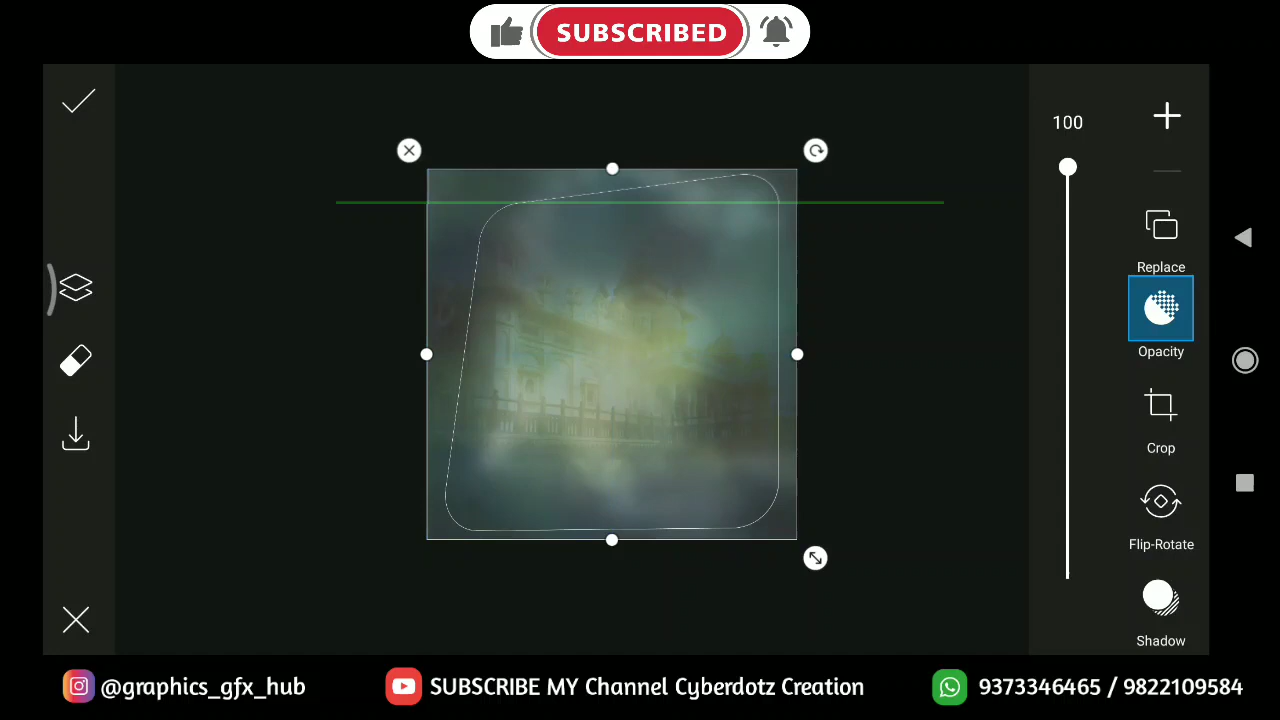 SUBSCRIBED
100
Replace
Opacity
Crop
Flip-Rotate
Shadow
@graphics_gfx_hub
SUBSCRIBE MY Channel Cyberdotz Creation
9373346465 / 9822109584